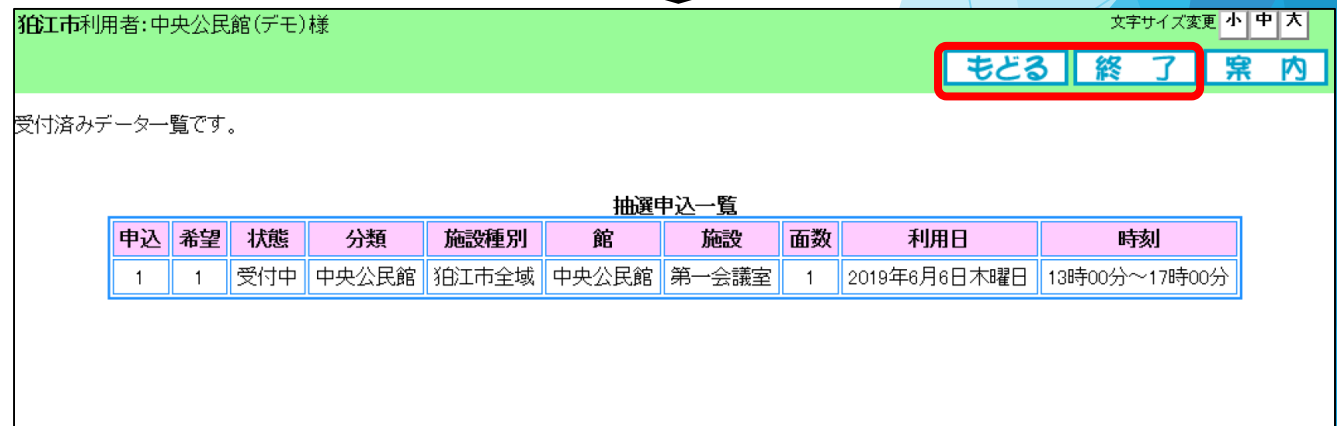 狛江市利用者:中央公民館(デモ)様
文字サイズ変更 小 中 大
もどる 終 了 案 内
受付済みデータ一覧です。
抽選申込一覧
申込 希望 状態 分類 施設種別 館 施設 面数 利用日 時刻
1 1 受付中 中央公民館 狛江市全域 中央公民館 第一会議室 1 2019年6月6日木曜日 13時00分～17時00分